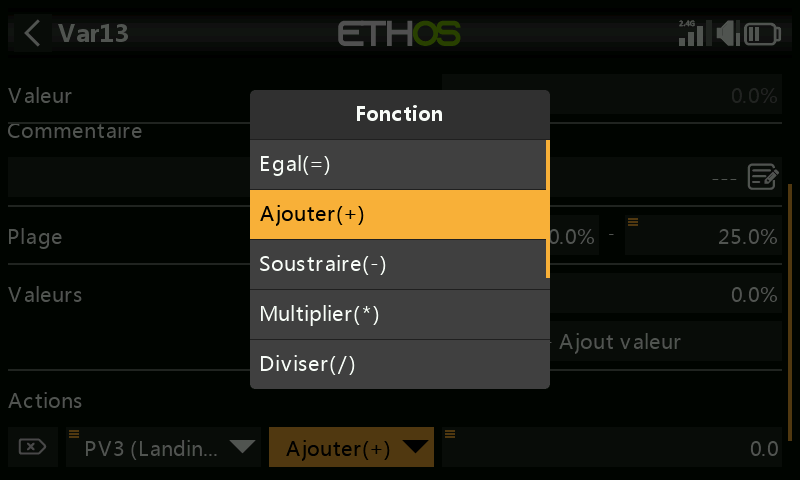 Var13
ETHOS
2.4G
Valeur
0.0%
Fonction
Commentaire
Egal(=)
---
Ajouter(+)
Plage
0.0% - 25.0%
Soustraire(-)
Valeurs
0.0%
Multiplier(*)
Ajout valeur
Diviser(/)
Actions
PV3 (Landin... Ajouter(+) 0.0